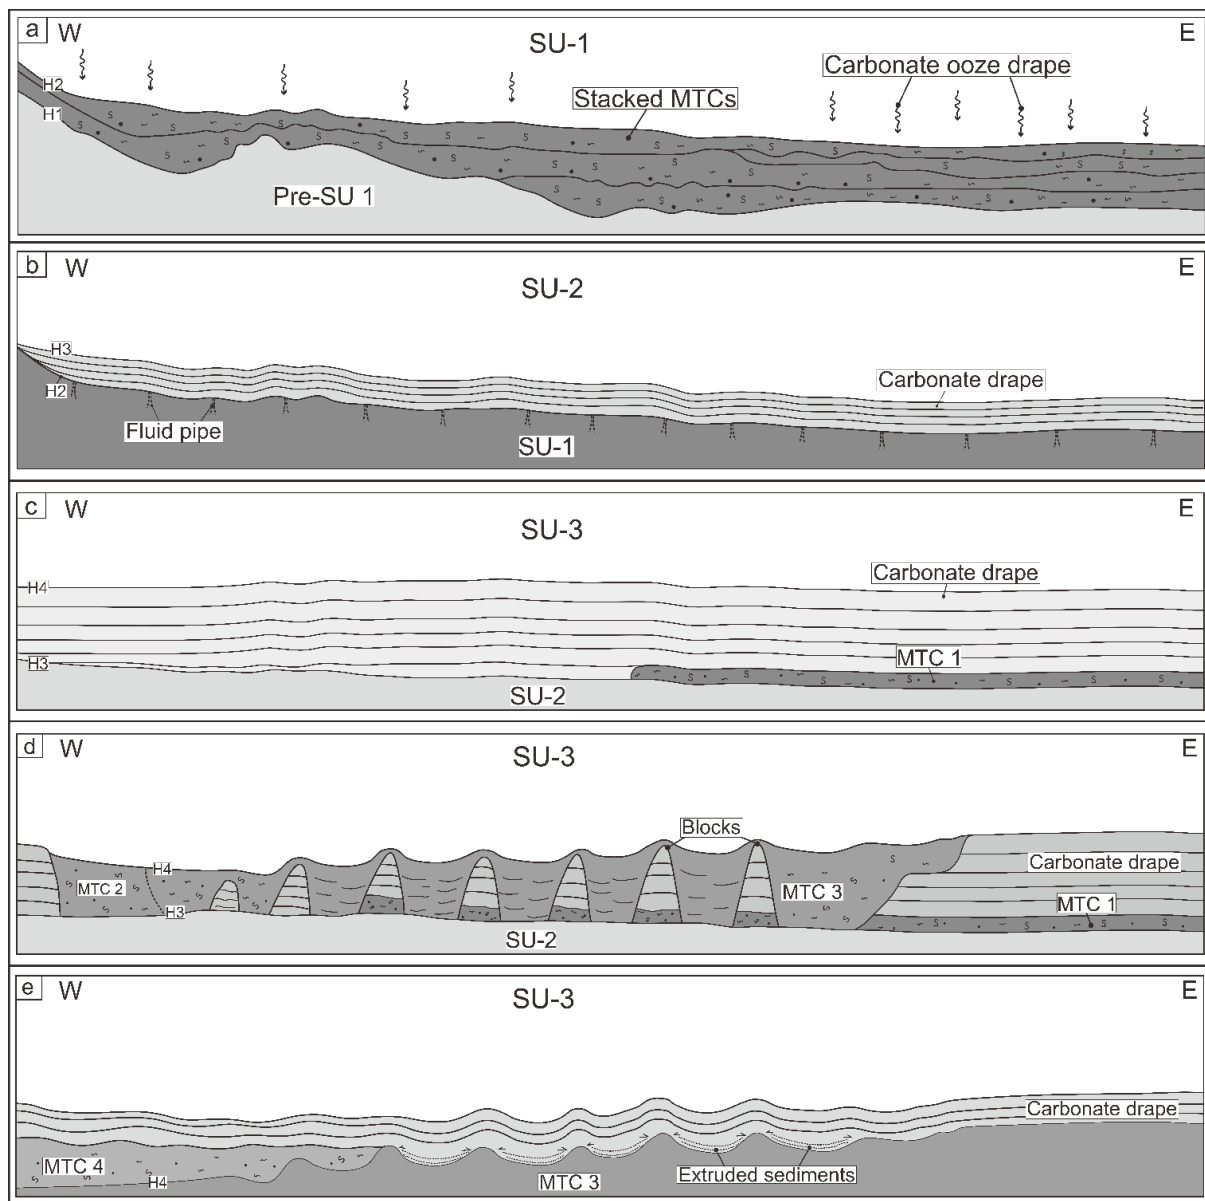 a W SU-1 E
Carbonate ooze drape
Stacked MTCs
H2
H1
Pre-SU 1
b W SU-2 E
H3
H2
Carbonate drape
Fluid pipe
SU-1
c W SU-3 E
Carbonate drape
H4
H3
MTC 1
SU-2
d W SU-3 E
Blocks
H4
Carbonate drape
MTC 2
MTC 3
H3
MTC 1
SU-2
e W SU-3 E
Carbonate drape
MTC 4
Extruded sediments
H4
MTC 3